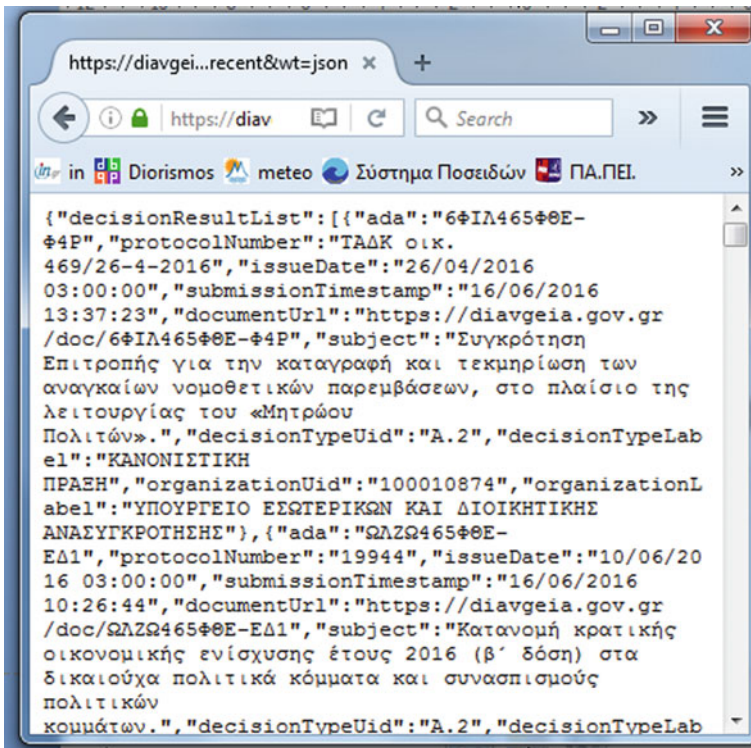 https://diavgei...recent&wt=json
https://diav
Search
in Diorismos meteo Σύστημα Ποσειδών ΠΑ.ΠΕΙ.
{"decisionResultList":[{"ada":"6ΦΙΛ465ΦΘΕ-
Φ4Ρ","protocolNumber":"ΤΑΔΚ οικ.
469/26-4-2016","issueDate":"26/04/2016
03:00:00","submissionTimestamp":"16/06/2016
13:37:23","documentUrl":"https://diavgeia.gov.gr
/doc/6ΦΙΛ465ΦΘΕ-Φ4Ρ","subject":"Συγκρότηση
Επιτροπής για την καταγραφή και τεκμηρίωση των
αναγκαίων νομοθετικών παρεμβάσεων, στο πλαίσιο της
λειτουργίας του «Μητρώου
Πολιτών».","decisionTypeUid":"Α.2","decisionTypeLab
el":"ΚΑΝΟΝΙΣΤΙΚΗ
ΠΡΑΞΗ","organizationUid":"100010874","organizationL
abel":"ΥΠΟΥΡΓΕΙΟ ΕΣΩΤΕΡΙΚΩΝ ΚΑΙ ΔΙΟΙΚΗΤΙΚΗΣ
ΑΝΑΣΥΓΚΡΟΤΗΣΗΣ"},{"ada":"ΩΛΖΩ465ΦΘΕ-
ΕΔ1","protocolNumber":"19944","issueDate":"10/06/20
16 03:00:00","submissionTimestamp":"16/06/2016
10:26:44","documentUrl":"https://diavgeia.gov.gr
/doc/ΩΛΖΩ465ΦΘΕ-ΕΔ1","subject":"Κατανομή κρατικής
οικονομικής ενίσχυσης έτους 2016 (β΄ δόση) στα
δικαιούχα πολιτικά κόμματα και συνασπισμούς
πολιτικών
κομμάτων.","decisionTypeUid":"Α.2","decisionTypeLab